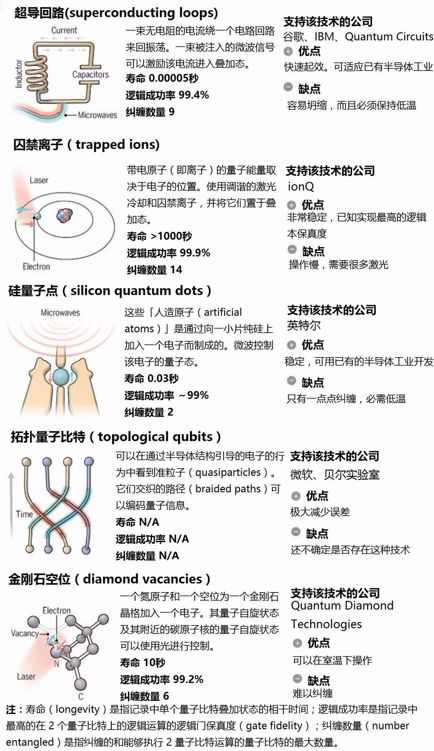 超导回路(superconducting loops)
Current
Inductor
Capacitors
Microwaves
一束无电阻的电流绕一个电路回路
来回振荡。一束被注入的微波信号
可以激励该电流进入叠加态。
寿命 0.00005秒
逻辑成功率 99.4%
纠缠数量 9
支持该技术的公司
谷歌、IBM、Quantum Circuits
优点
快速起效。可适应已有半导体工业
缺点
容易坍缩，而且必须保持低温
囚禁离子（trapped ions)
Laser
Electron
带电原子（即离子）的量子能量取
决于电子的位置。使用调谐的激光
冷却和囚禁离子，并将它们置于叠
加态。
寿命 >1000秒
逻辑成功率 99.9%
纠缠数量 14
支持该技术的公司
ionQ
优点
非常稳定，已知实现最高的逻辑
本保真度
缺点
操作慢，需要很多激光
硅量子点（silicon quantum dots）
Microwaves
这些「人造原子（artificial
atoms）」是通过向一小片纯硅上
加入一个电子而制成的。微波控制
该电子的量子态。
寿命 0.03秒
逻辑成功率 ~99%
纠缠数量 2
支持该技术的公司
英特尔
优点
稳定，可用已有的半导体工业开发
缺点
只有一点点纠缠，必需低温
拓扑量子比特（topological qubits）
Time
可以在通过半导体结构引导的电子的行
为中看到准粒子（quasiparticles）。
它们交织的路径（braided paths）可
以编码量子信息。
寿命 N/A
逻辑成功率 N/A
纠缠数量 N/A
支持该技术的公司
微软、贝尔实验室
优点
极大减少误差
缺点
还不确定是否存在这种技术
金刚石空位（diamond vacancies）
Electron
Vacancy
N
C
Laser
一个氮原子和一个空位为一个金刚石
晶格加入一个电子。其量子自旋状态
及其附近的碳原子核的量子自旋状态
可以使用光进行控制。
寿命 10秒
逻辑成功率 99.2%
纠缠数量 6
支持该技术的公司
Quantum Diamond
Technologies
优点
可以在室温下操作
缺点
难以纠缠
注：寿命（longevity）是指记录中单个量子比特叠加状态的相干时间；逻辑成功率是指记录中
最高的在 2 个量子比特上的逻辑运算的逻辑门保真度（gate fidelity）；纠缠数量（number
entangled）是指纠缠的和能够执行 2 量子比特运算的量子比特的最大数量。